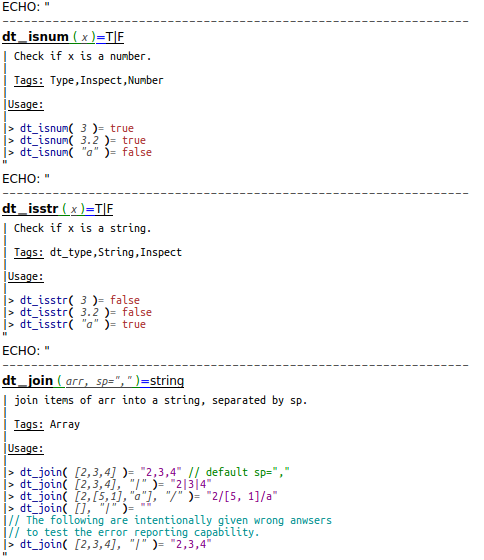 ECHO: "
------------------------------------------------------------------
dt_isnum ( x )=T|F
| Check if x is a number.
|
| Tags: Type,Inspect,Number
|
|Usage:
|
|> dt_isnum( 3 )= true
|> dt_isnum( 3.2 )= true
|> dt_isnum( "a" )= false
"
ECHO: "
------------------------------------------------------------------
dt_isstr ( x )=T|F
| Check if x is a string.
|
| Tags: dt_type,String,Inspect
|
|Usage:
|
|> dt_isstr( 3 )= false
|> dt_isstr( 3.2 )= false
|> dt_isstr( "a" )= true
"
ECHO: "
------------------------------------------------------------------
dt_join ( arr, sp="," )=string
| join items of arr into a string, separated by sp.
|
| Tags: Array
|
|Usage:
|
|> dt_join( [2,3,4] )= "2,3,4" // default sp=","
|> dt_join( [2,3,4], "|" )= "2|3|4"
|> dt_join( [2,[5,1],"a"], "/" )= "2/[5, 1]/a"
|> dt_join( [], "|" )= ""
|// The following are intentionally given wrong anwsers
|// to test the error reporting capability.
|> dt_join( [2,3,4], "|" )= "2,3,4"
"